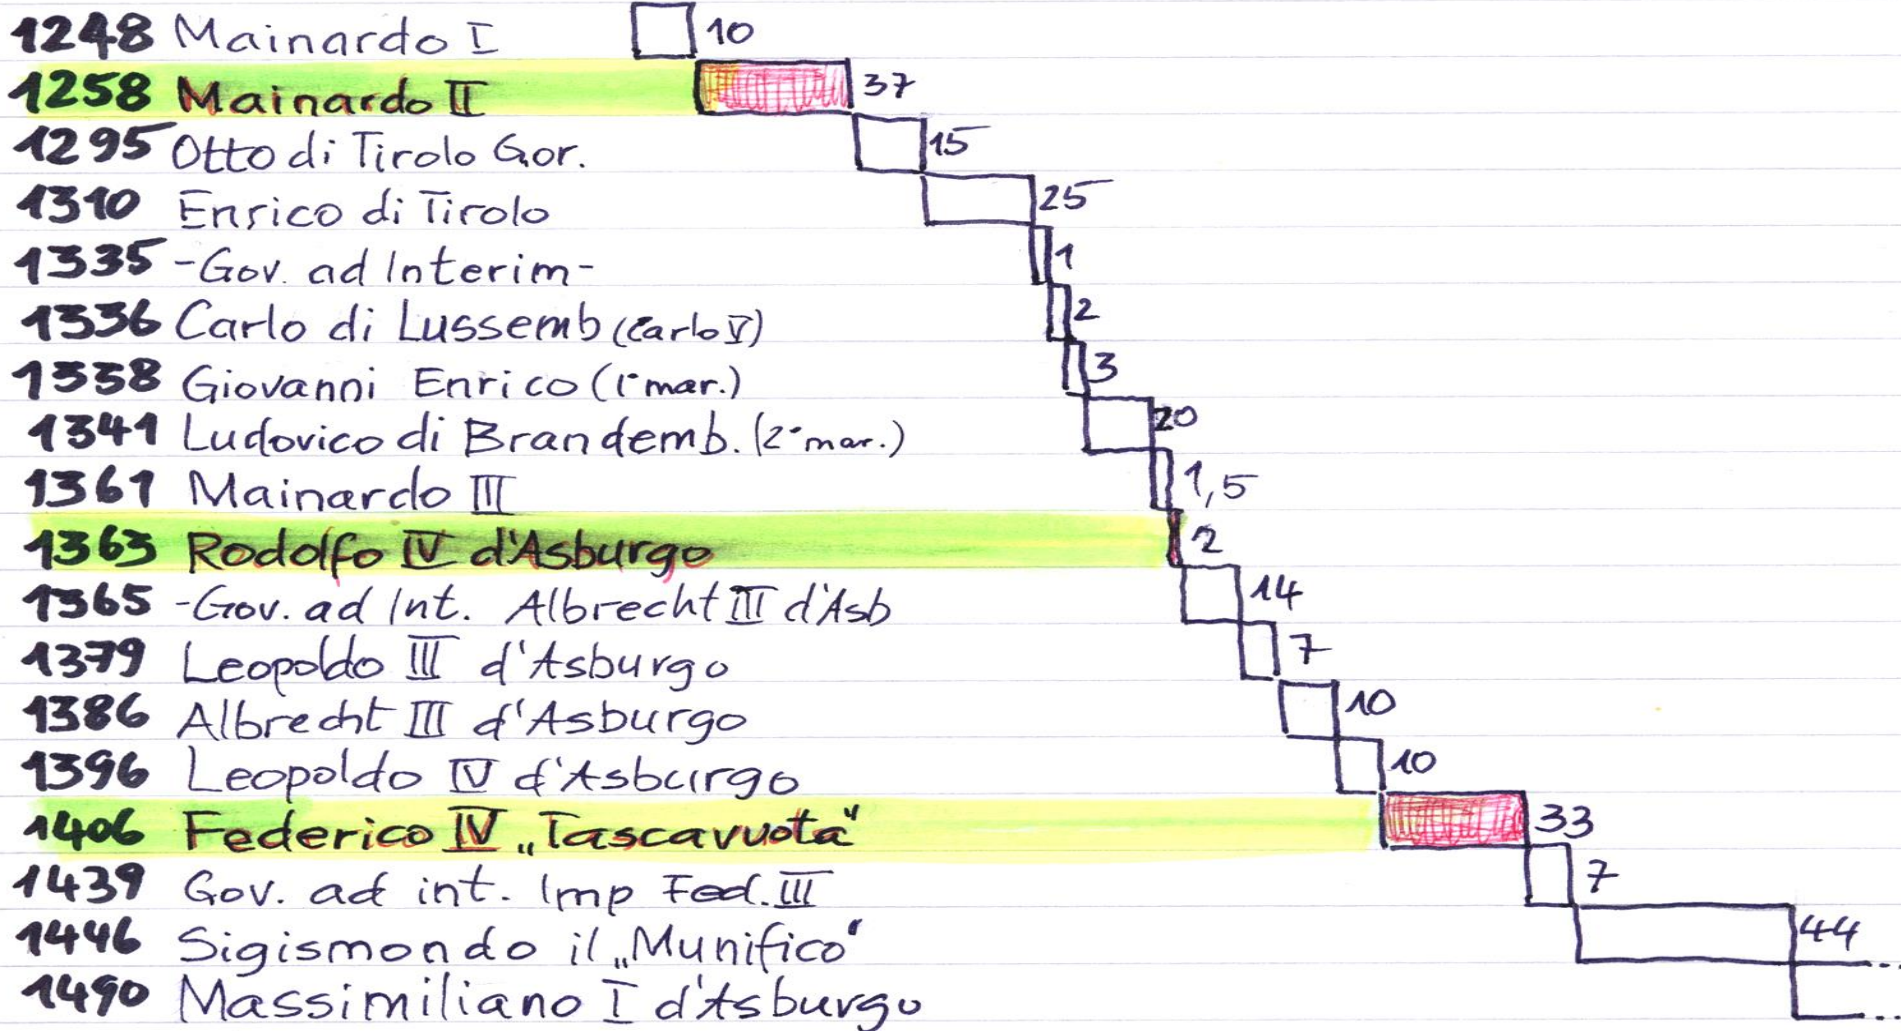 1248 Mainardo I 10
1258 Mainardo II 37
1295 Otto di Tirolo Gor. 15
1310 Enrico di Tirolo 25
1335 -Gov. ad Interim- 1
1336 Carlo di Lussemb (Carlo V) 2
1338 Giovanni Enrico (1° mar.) 3
1341 Ludovico di Brandemb. (2° mar.) 20
1361 Mainardo III 1,5
1363 Rodolfo IV d'Asburgo 2
1365 -Gov. ad Int. Albrecht III d'Asb 14
1379 Leopoldo III d'Asburgo 7
1386 Albrecht III d'Asburgo 10
1396 Leopoldo IV d'Asburgo 10
1406 Federico IV „Tascavuota“ 33
1439 Gov. ad int. Imp Fed. III 7
1446 Sigismondo il „Munifico“ 44
1490 Massimiliano I d'Asburgo